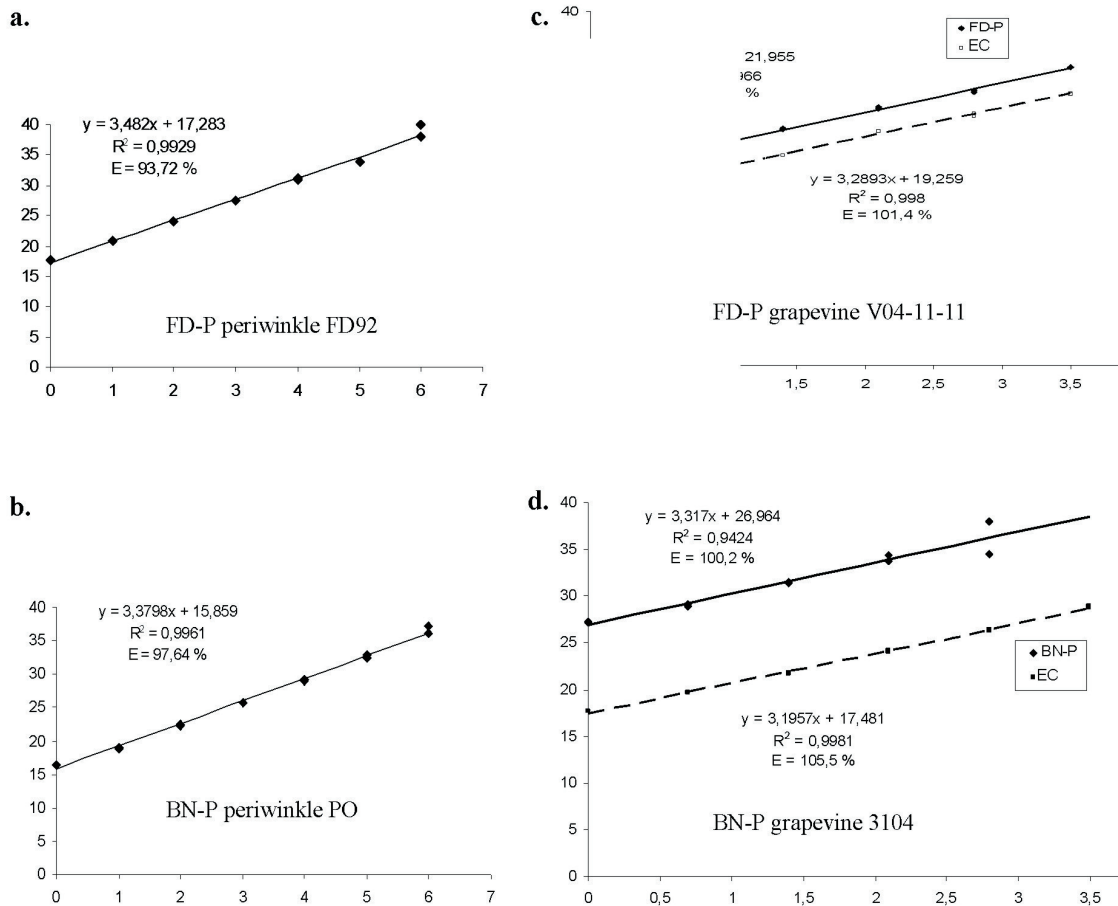 a.
y = 3,482x + 17,283
R² = 0,9929
E = 93,72 %
40
35
30
25
20
15
10
5
0
0 1 2 3 4 5 6 7
FD-P periwinkle FD92
c.
40
FD-P
EC
21,955
966
%
y = 3,2893x + 19,259
R² = 0,998
E = 101,4 %
FD-P grapevine V04-11-11
1,5 2 2,5 3 3,5
b.
y = 3,3798x + 15,859
R² = 0,9961
E = 97,64 %
40
35
30
25
20
15
10
5
0
0 1 2 3 4 5 6 7
BN-P periwinkle PO
d.
y = 3,317x + 26,964
R² = 0,9424
E = 100,2 %
40
35
30
25
20
15
10
5
0
BN-P
EC
y = 3,1957x + 17,481
R² = 0,9981
E = 105,5 %
BN-P grapevine 3104
0 0,5 1 1,5 2 2,5 3 3,5